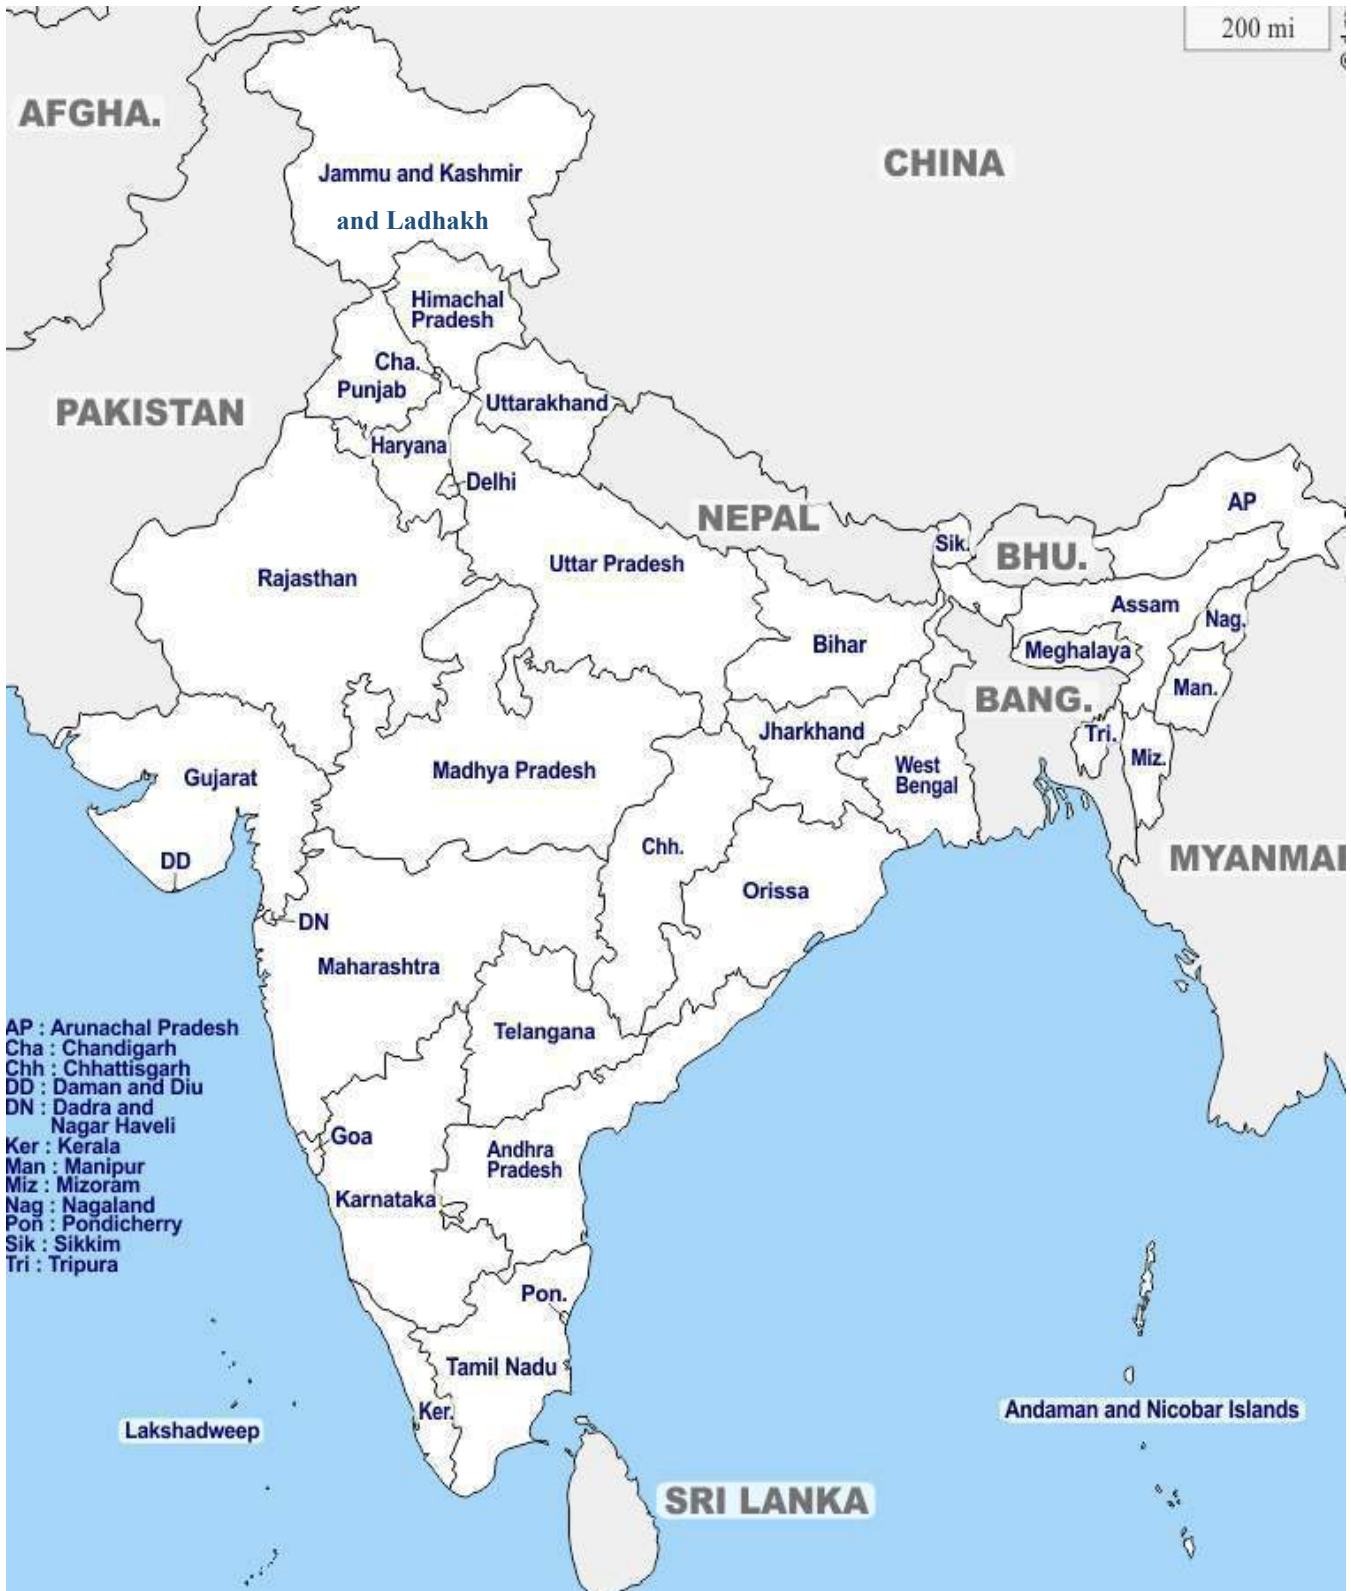 200 mi
AFGHA.
CHINA
Jammu and Kashmir
and Ladhakh
Himachal
Pradesh
Cha.
Punjab
PAKISTAN
Uttarakhand
Haryana
Delhi
AP
NEPAL
Sik.
BHU.
Uttar Pradesh
Rajasthan
Assam
Nag.
Bihar
Meghalaya
Man.
BANG.
Jharkhand
Tri.
Miz.
West
Bengal
Madhya Pradesh
Gujarat
Chh.
MYANMAR
DD
Orissa
DN
Maharashtra
Telangana
AP : Arunachal Pradesh
Cha : Chandigarh
Chh : Chhattisgarh
DD : Daman and Diu
DN : Dadra and
Nagar Haveli
Ker : Kerala
Man : Manipur
Miz : Mizoram
Nag : Nagaland
Pon : Pondicherry
Sik : Sikkim
Tri : Tripura
Goa
Andhra
Pradesh
Karnataka
Pon.
Tamil Nadu
Ker.
Andaman and Nicobar Islands
Lakshadweep
SRI LANKA